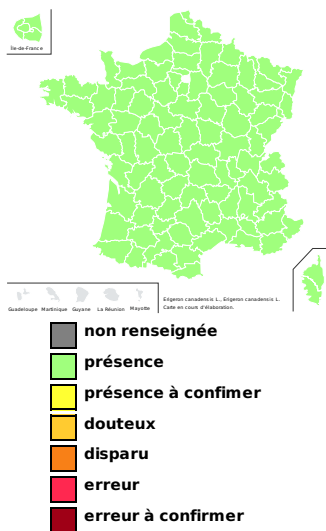 Île-de-France
Guadeloupe Martinique Guyane La Réunion Mayotte
Erigeron canadensis L., Erigeron canadensis L.
Carte en cours d'élaboration.
non renseignée
présence
présence à confimer
douteux
disparu
erreur
erreur à confirmer